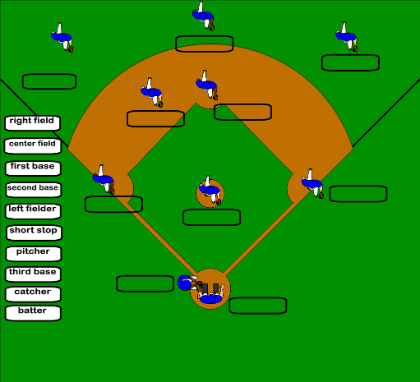 right field
center field
first base
second base
left fielder
short stop
pitcher
third base
catcher
batter